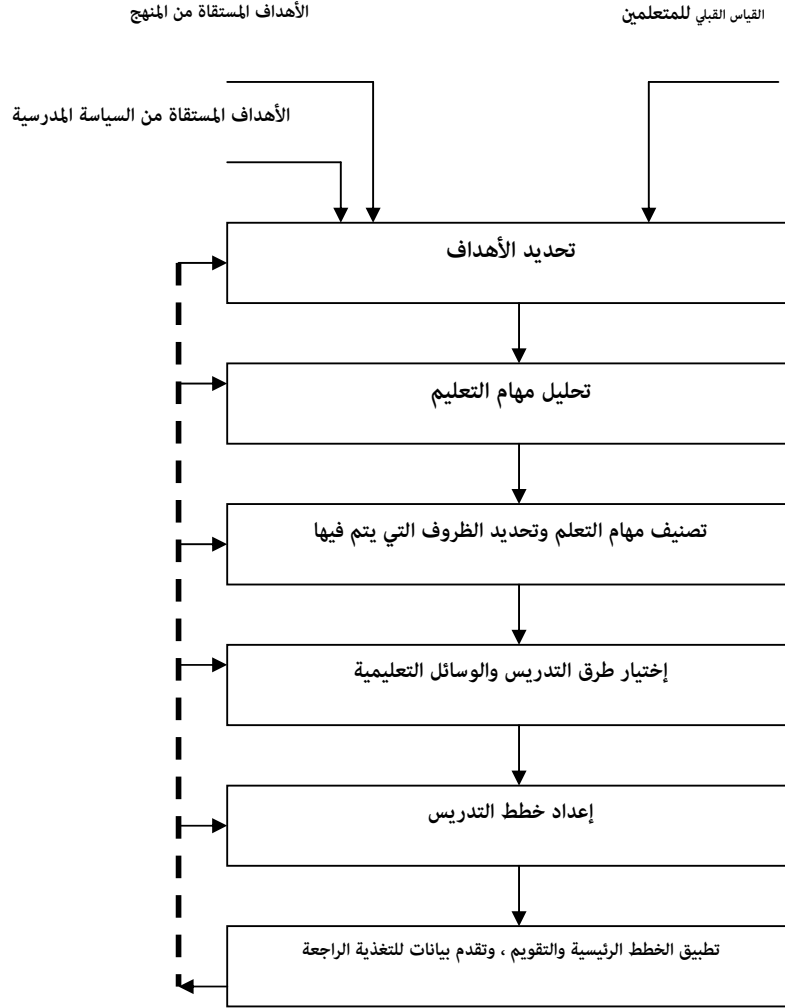 القياس القبلي للمتعلمين
الأهداف المستقاة من المنهج
الأهداف المستقاة من السياسة المدرسية
تحديد الأهداف
تحليل مهام التعليم
تصنيف مهام التعلم وتحديد الظروف التي يتم فيها
إختيار طرق التدريس والوسائل التعليمية
إعداد خطط التدريس
تطبيق الخطط الرئيسية والتقويم ، وتقدم بيانات للتغذية الراجعة